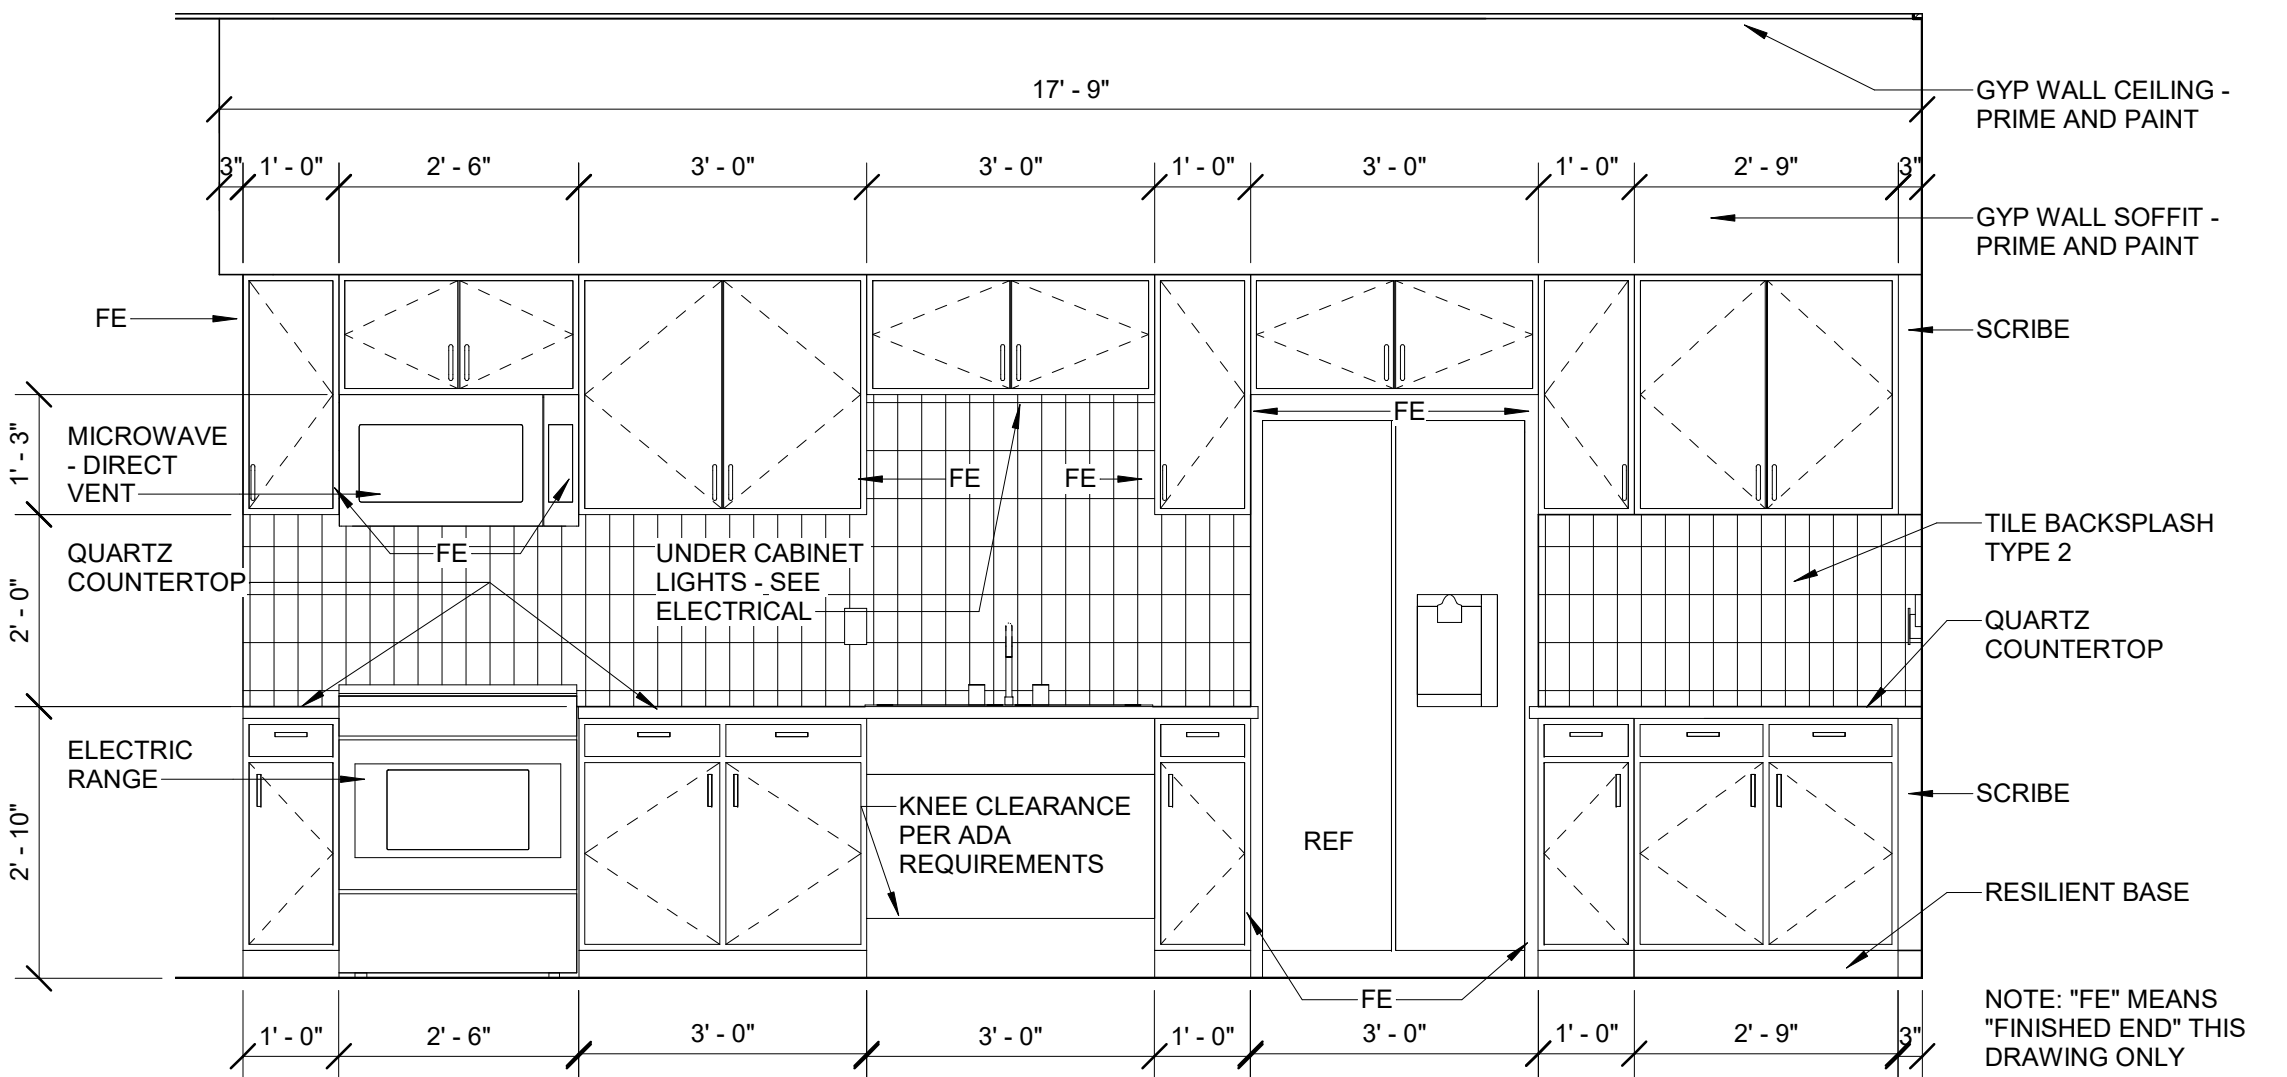 17' - 9"
GYP WALL CEILING -
PRIME AND PAINT
3"
1' - 0"
2' - 6"
3' - 0"
3' - 0"
1' - 0"
3' - 0"
1' - 0"
2' - 9"
3"
GYP WALL SOFFIT -
PRIME AND PAINT
FE
SCRIBE
1' - 3"
MICROWAVE
- DIRECT
VENT
FE
FE
FE
FE
QUARTZ
COUNTERTOP
UNDER CABINET
LIGHTS - SEE
ELECTRICAL
TILE BACKSPLASH
TYPE 2
2' - 0"
QUARTZ
COUNTERTOP
ELECTRIC
RANGE
KNEE CLEARANCE
PER ADA
REQUIREMENTS
REF
SCRIBE
2' - 10"
RESILIENT BASE
FE
NOTE: "FE" MEANS
"FINISHED END" THIS
DRAWING ONLY
1' - 0"
2' - 6"
3' - 0"
3' - 0"
1' - 0"
3' - 0"
1' - 0"
2' - 9"
3"